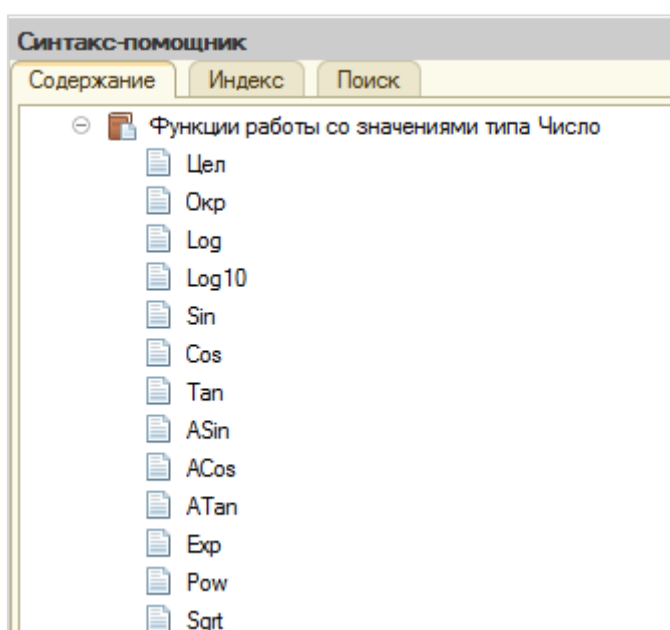 Синтакс-помощник
Содержание Индекс Поиск
Функции работы со значениями типа Число
Цел
Окр
Log
Log10
Sin
Cos
Tan
ASin
ACos
ATan
Exp
Pow
Sqrt